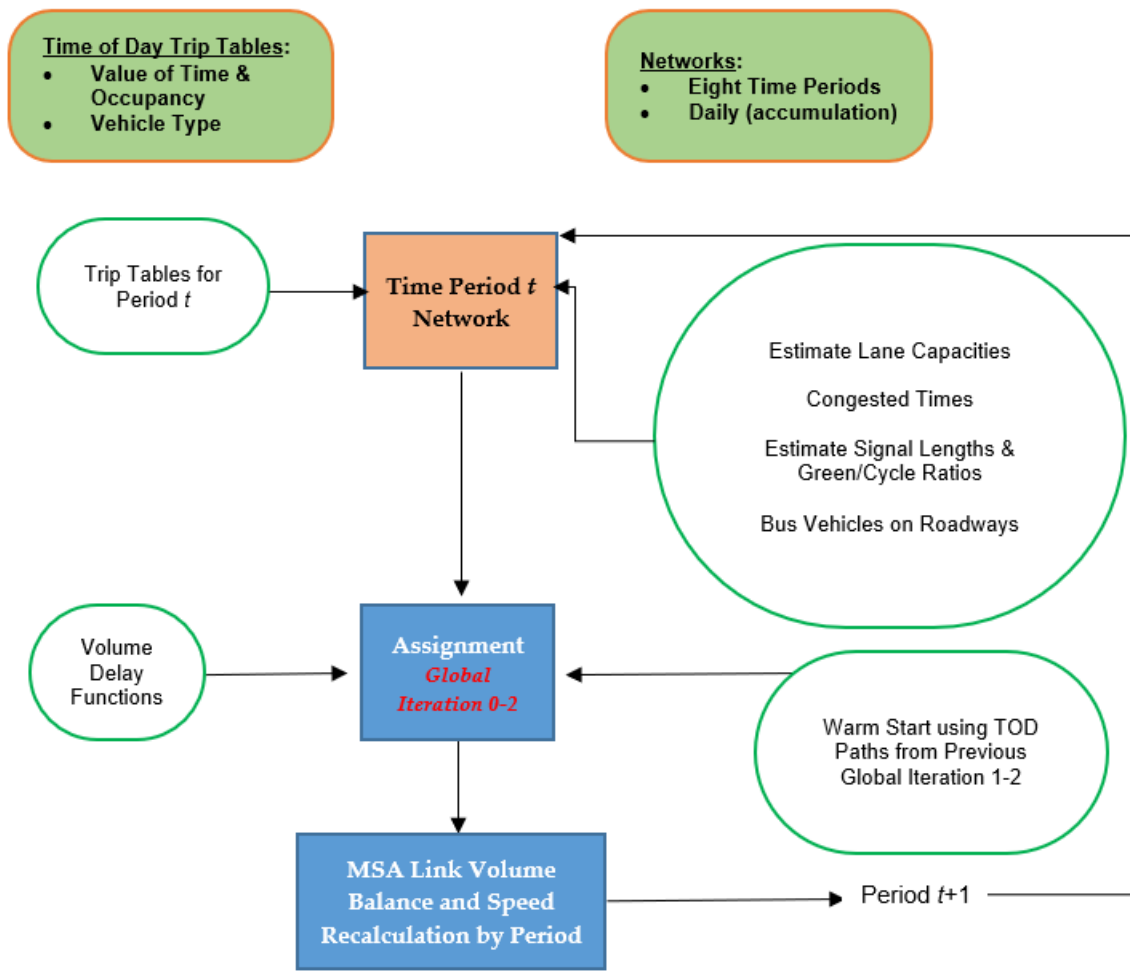 Time of Day Trip Tables:
• Value of Time &
Occupancy
• Vehicle Type
Networks:
• Eight Time Periods
• Daily (accumulation)
Trip Tables for
Period t
Time Period t
Network
Estimate Lane Capacities
Congested Times
Estimate Signal Lengths &
Green/Cycle Ratios
Bus Vehicles on Roadways
Volume
Delay
Functions
Assignment
Global
Iteration 0-2
Warm Start using TOD
Paths from Previous
Global Iteration 1-2
MSA Link Volume
Balance and Speed
Recalculation by Period
Period t+1